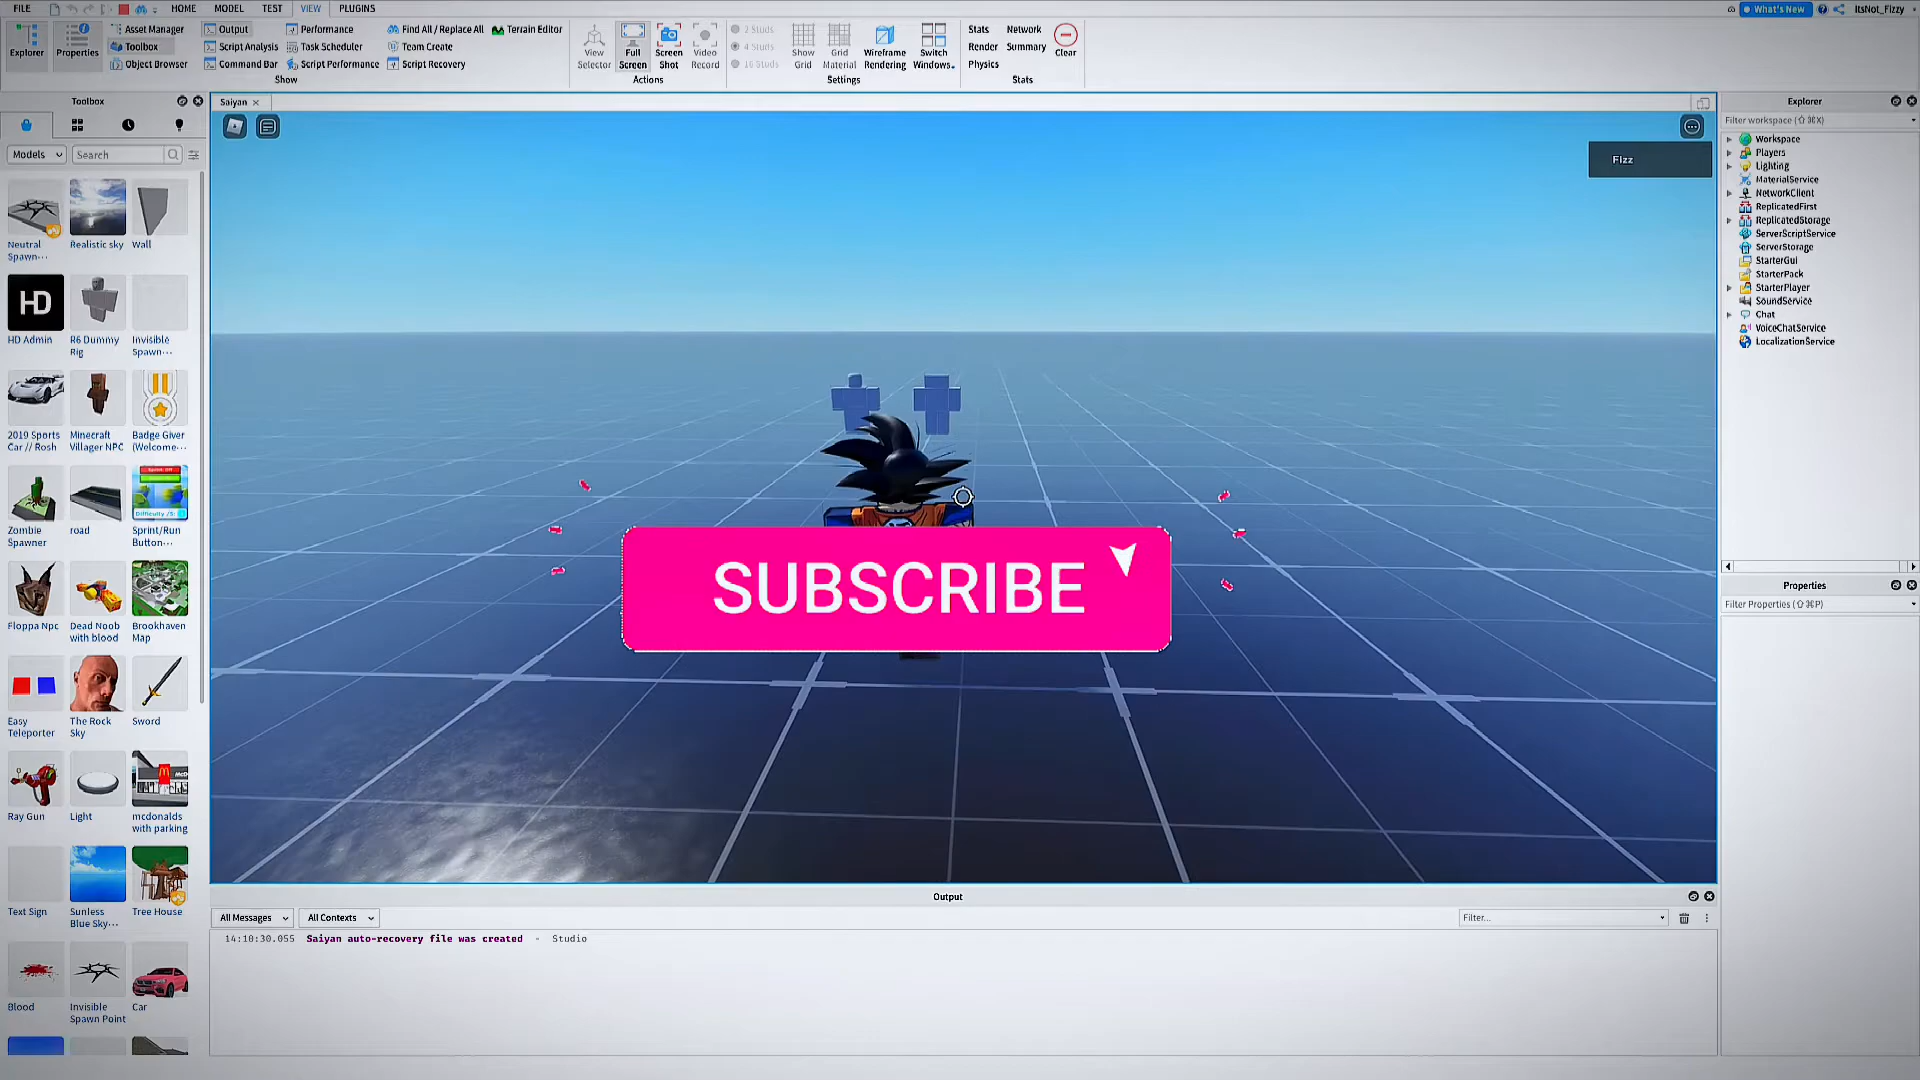 FILE HOME MODEL TEST VIEW PLUGINS What's New ItsNot_Fizzy
Explorer Properties Asset Manager Toolbox Object Browser
Output Script Analysis Command Bar
Performance Task Scheduler Script Performance
Find All / Replace All Team Create Script Recovery
Terrain Editor
Show
View Selector Full Screen Screen Shot Video Record
Actions
2 Studs 4 Studs 16 Studs
Show Grid Grid Material Wireframe Rendering Switch Windows
Settings
Stats Render Physics Network Summary Clear
Stats
Toolbox
Models Search
Neutral Spawn... Realistic sky Wall
HD
HD Admin R6 Dummy Rig Invisible Spawn...
2019 Sports Car // Rosh Minecraft Villager NPC Badge Giver (Welcome...
Zombie Spawner road Sprint/Run Button...
Floppa Npc Dead Noob with blood Brookhaven Map
Easy Teleporter The Rock Sky Sword
Ray Gun Light mcdonalds with parking
Text Sign Sunless Blue Sky... Tree House
Blood Invisible Spawn Point Car
Saiyan
Fizz
SUBSCRIBE
Output
All Messages All Contexts Filter...
14:10:30.055 Saiyan auto-recovery file was created - Studio
Explorer
Filter workspace (⇧⌘X)
Workspace
Players
Lighting
MaterialService
NetworkClient
ReplicatedFirst
ReplicatedStorage
ServerScriptService
ServerStorage
StarterGui
StarterPack
StarterPlayer
SoundService
Chat
VoiceChatService
LocalizationService
Properties
Filter Properties (⇧⌘P)